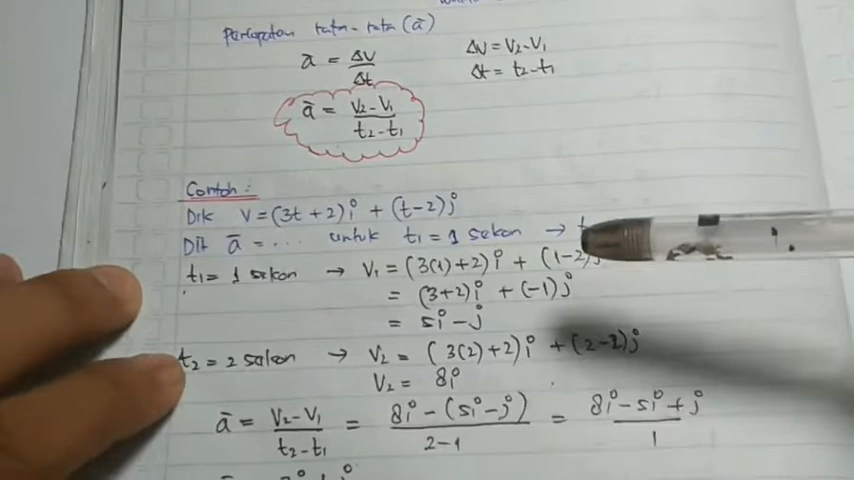 Percepatan rata-rata (ā)
ā = Δv/Δt
Δv = v₂-v₁
Δt = t₂-t₁
ā = v₂-v₁/t₂-t₁
Contoh :
Dik v = (3t+2)i + (t-2)j
Dit ā = ... untuk t₁ = 1 sekon →
t₁ = 1 sekon → v₁ = (3(1)+2)i + (1-2)j
= (3+2)i + (-1)j
= 5i - j
t₂ = 2 sekon → v₂ = (3(2)+2)i + (2-2)j
v₂ = 8i
ā = v₂-v₁/t₂-t₁ = 8i - (5i-j)/2-1 = 8i-5i+j/1